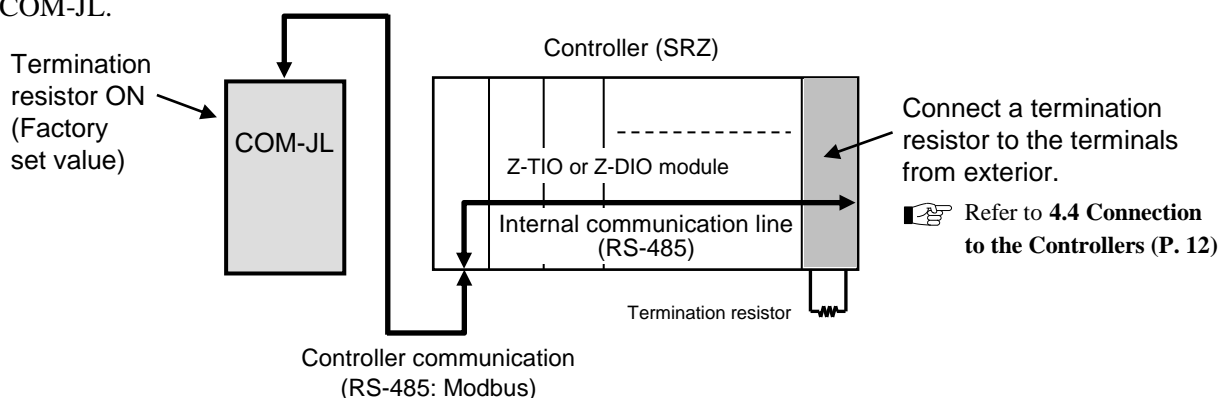 COM-JL.
Termination
resistor ON
(Factory
set value)
COM-JL
Controller (SRZ)
Z-TIO or Z-DIO module
Internal communication line
(RS-485)
Termination resistor
Controller communication
(RS-485: Modbus)
Connect a termination
resistor to the terminals
from exterior.
Refer to 4.4 Connection
to the Controllers (P. 12)